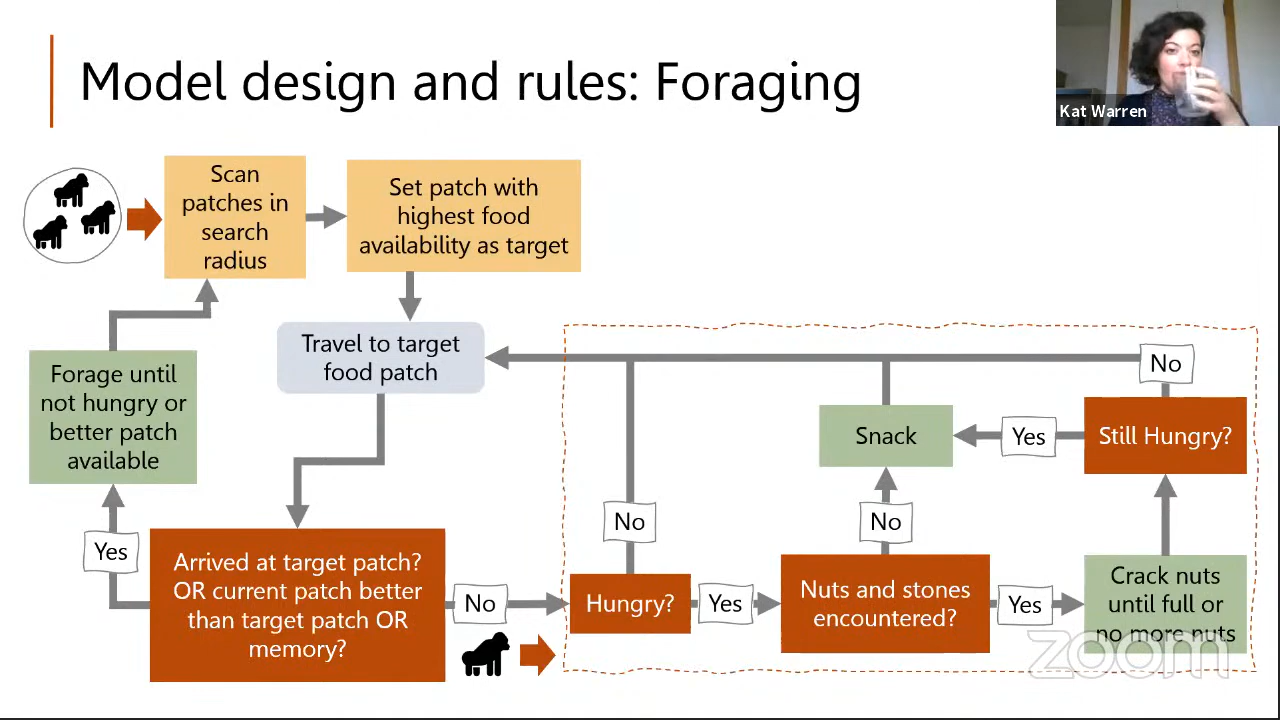 Model design and rules: Foraging
Kat Warren
Scan
patches in
search
radius
Set patch with
highest food
availability as target
Travel to target
food patch
No
Forage until
not hungry or
better patch
available
Snack
Yes
Still Hungry?
No
No
Yes
Arrived at target patch?
OR current patch better
than target patch OR
memory?
No
Hungry?
Yes
Nuts and stones
encountered?
Yes
Crack nuts
until full or
no more nuts
zoom